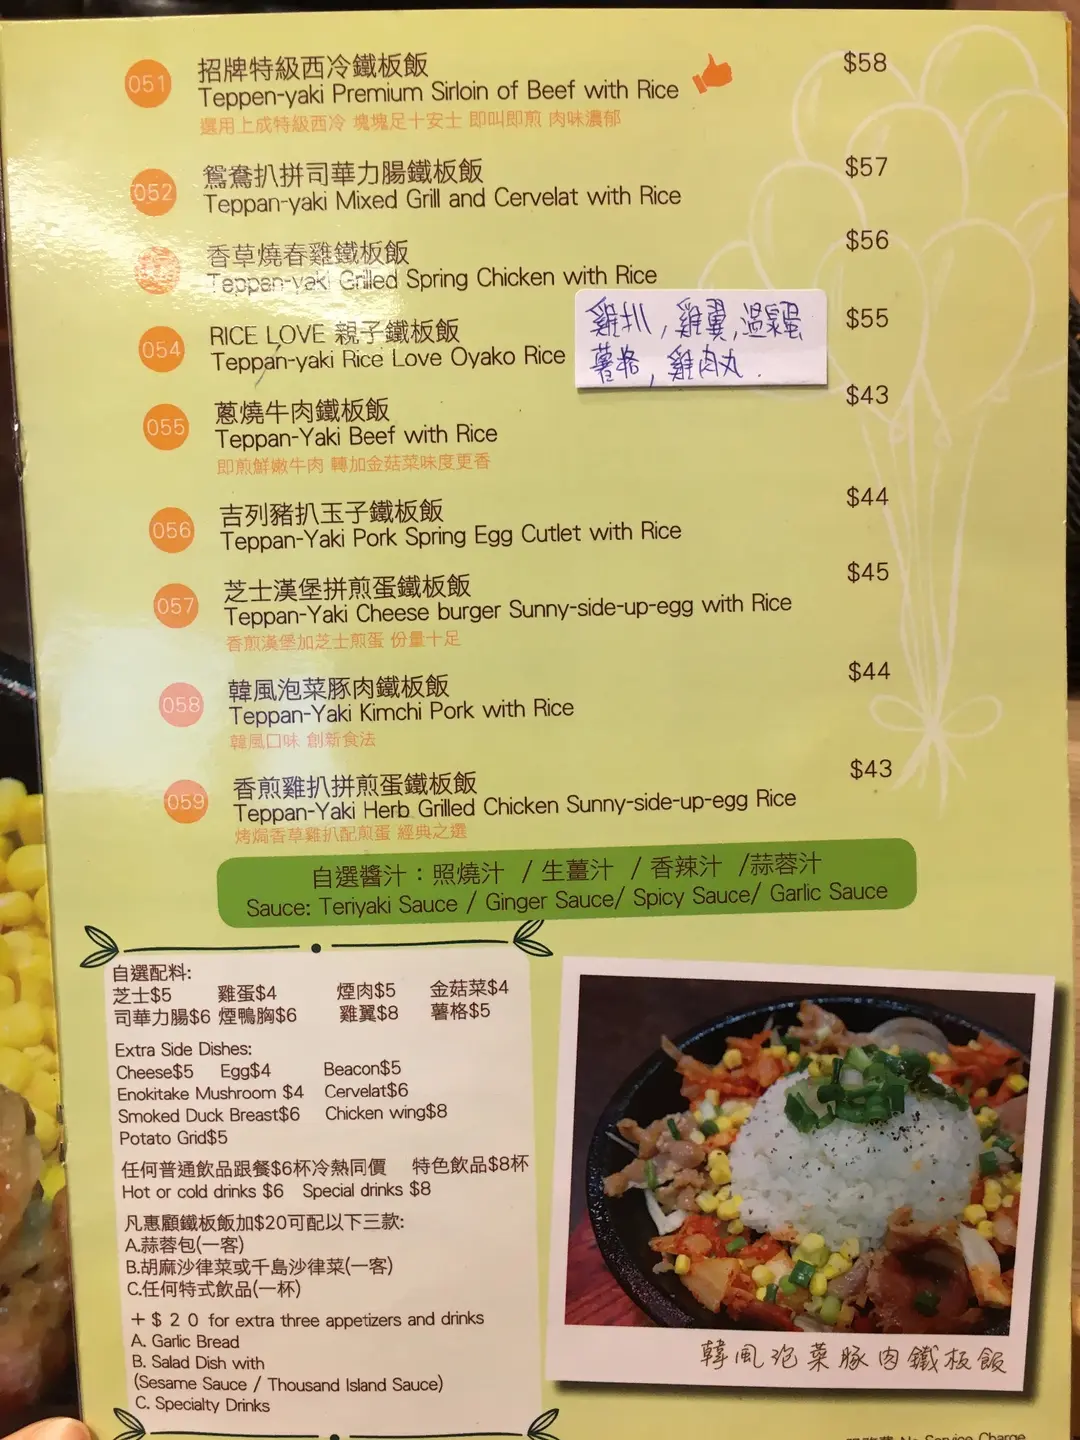 051 招牌特級西冷鐵板飯 $58
Teppen-yaki Premium Sirloin of Beef with Rice
選用上成特級西冷 塊塊足十安士 即叫即煎 肉味濃郁
052 鴛鴦扒拼司華力腸鐵板飯 $57
Teppan-yaki Mixed Grill and Cervelat with Rice
香草燒春雞鐵板飯 $56
Teppan-yaki Grilled Spring Chicken with Rice
054 RICE LOVE 親子鐵板飯 $55
Teppan-yaki Rice Love Oyako Rice
雞扒, 雞翼, 溫泉蛋
薯格, 雞肉丸.
055 蔥燒牛肉鐵板飯 $43
Teppan-Yaki Beef with Rice
即煎鮮嫩牛肉 轉加金菇菜味度更香
056 吉列豬扒玉子鐵板飯 $44
Teppan-Yaki Pork Spring Egg Cutlet with Rice
057 芝士漢堡拼煎蛋鐵板飯 $45
Teppan-Yaki Cheese burger Sunny-side-up-egg with Rice
香煎漢堡加芝士煎蛋 份量十足
058 韓風泡菜豚肉鐵板飯 $44
Teppan-Yaki Kimchi Pork with Rice
韓風口味 創新食法
059 香煎雞扒拼煎蛋鐵板飯 $43
Teppan-Yaki Herb Grilled Chicken Sunny-side-up-egg Rice
烤焗香草雞扒配煎蛋 經典之選
自選醬汁：照燒汁 / 生薑汁 / 香辣汁 /蒜蓉汁
Sauce: Teriyaki Sauce / Ginger Sauce/ Spicy Sauce/ Garlic Sauce
自選配料:
芝士$5 雞蛋$4 煙肉$5 金菇菜$4
司華力腸$6 煙鴨胸$6 雞翼$8 薯格$5
Extra Side Dishes:
Cheese$5 Egg$4 Beacon$5
Enokitake Mushroom $4 Cervelat$6
Smoked Duck Breast$6 Chicken wing$8
Potato Grid$5
任何普通飲品跟餐$6杯冷熱同價 特色飲品$8杯
Hot or cold drinks $6 Special drinks $8
凡惠顧鐵板飯加$20可配以下三款:
A.蒜蓉包(一客)
B.胡麻沙律菜或千島沙律菜(一客)
C.任何特式飲品(一杯)
+$20 for extra three appetizers and drinks
A. Garlic Bread
B. Salad Dish with
(Sesame Sauce / Thousand Island Sauce)
C. Specialty Drinks
韓風泡菜豚肉鐵板飯
No Service Charge